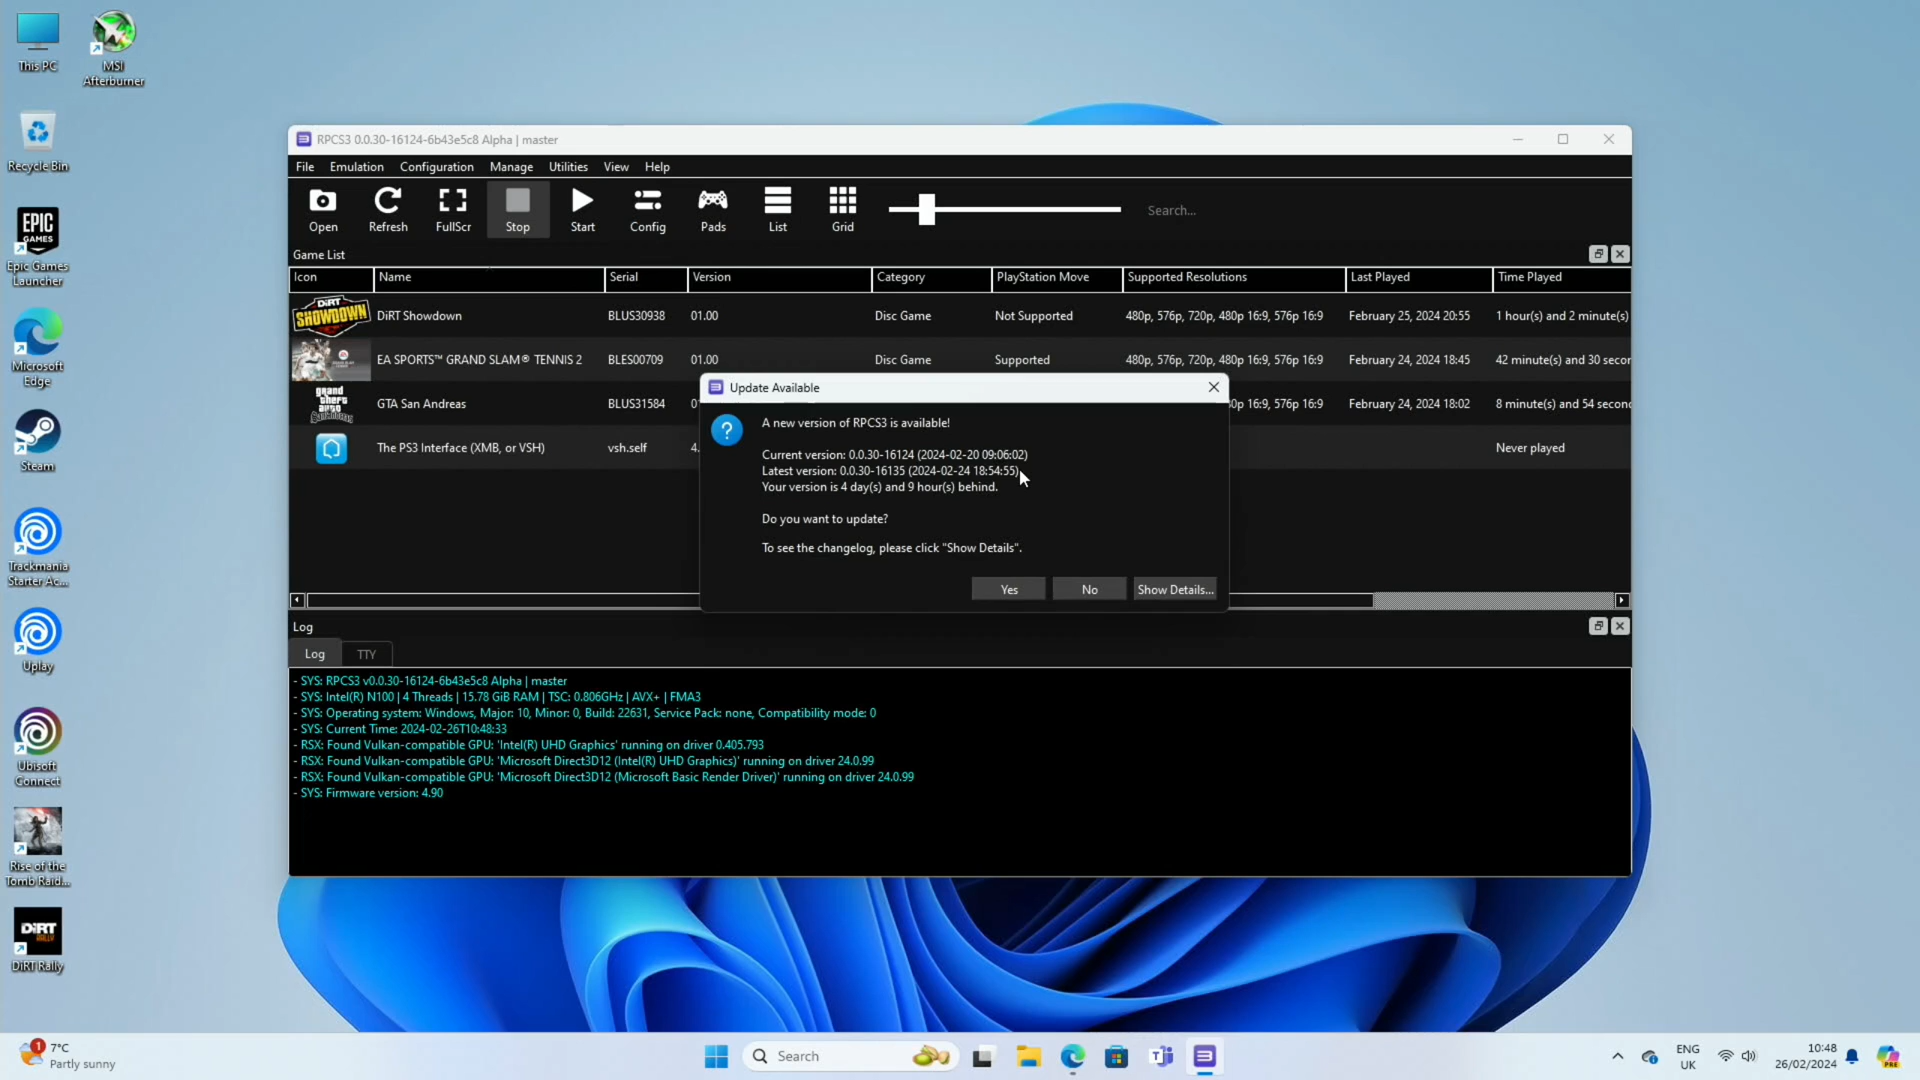 This PC
MSI
Afterburner
Recycle Bin
EPIC
GAMES
Epic Games
Launcher
Microsoft
Edge
Steam
Trackmania
Starter Ac...
Uplay
Ubisoft
Connect
Rise of the
Tomb Raid...
DiRT
RALLY
DiRT Rally
RPCS3 0.0.30-16124-6b43e5c8 Alpha | master
File Emulation Configuration Manage Utilities View Help
Open Refresh FullScr Stop Start Config Pads List Grid Search...
Game List
Icon Name Serial Version Category PlayStation Move Supported Resolutions Last Played Time Played
DiRT SHOWDOWN DiRT Showdown BLUS30938 01.00 Disc Game Not Supported 480p, 576p, 720p, 480p 16:9, 576p 16:9 February 25, 2024 20:55 1 hour(s) and 2 minute(s)
EA SPORTS™ GRAND SLAM® TENNIS 2 BLES00709 01.00 Disc Game Supported 480p, 576p, 720p, 480p 16:9, 576p 16:9 February 24, 2024 18:45 42 minute(s) and 30 secor
grand theft auto GTA San Andreas BLUS31584 0 0p 16:9, 576p 16:9 February 24, 2024 18:02 8 minute(s) and 54 second
The PS3 Interface (XMB, or VSH) vsh.self 4. Never played
Update Available
A new version of RPCS3 is available!
Current version: 0.0.30-16124 (2024-02-20 09:06:02)
Latest version: 0.0.30-16135 (2024-02-24 18:54:55)
Your version is 4 day(s) and 9 hour(s) behind.
Do you want to update?
To see the changelog, please click "Show Details".
Yes No Show Details...
Log
Log TTY
- SYS: RPCS3 v0.0.30-16124-6b43e5c8 Alpha | master
- SYS: Intel(R) N100 | 4 Threads | 15.78 GiB RAM | TSC: 0.806GHz | AVX+ | FMA3
- SYS: Operating system: Windows, Major: 10, Minor: 0, Build: 22631, Service Pack: none, Compatibility mode: 0
- SYS: Current Time: 2024-02-26T10:48:33
- RSX: Found Vulkan-compatible GPU: 'Intel(R) UHD Graphics' running on driver 0.405.793
- RSX: Found Vulkan-compatible GPU: 'Microsoft Direct3D12 (Intel(R) UHD Graphics)' running on driver 24.0.99
- RSX: Found Vulkan-compatible GPU: 'Microsoft Direct3D12 (Microsoft Basic Render Driver)' running on driver 24.0.99
- SYS: Firmware version: 4.90
1
7°C
Partly sunny
Search
ENG
UK
10:48
26/02/2024
PRE